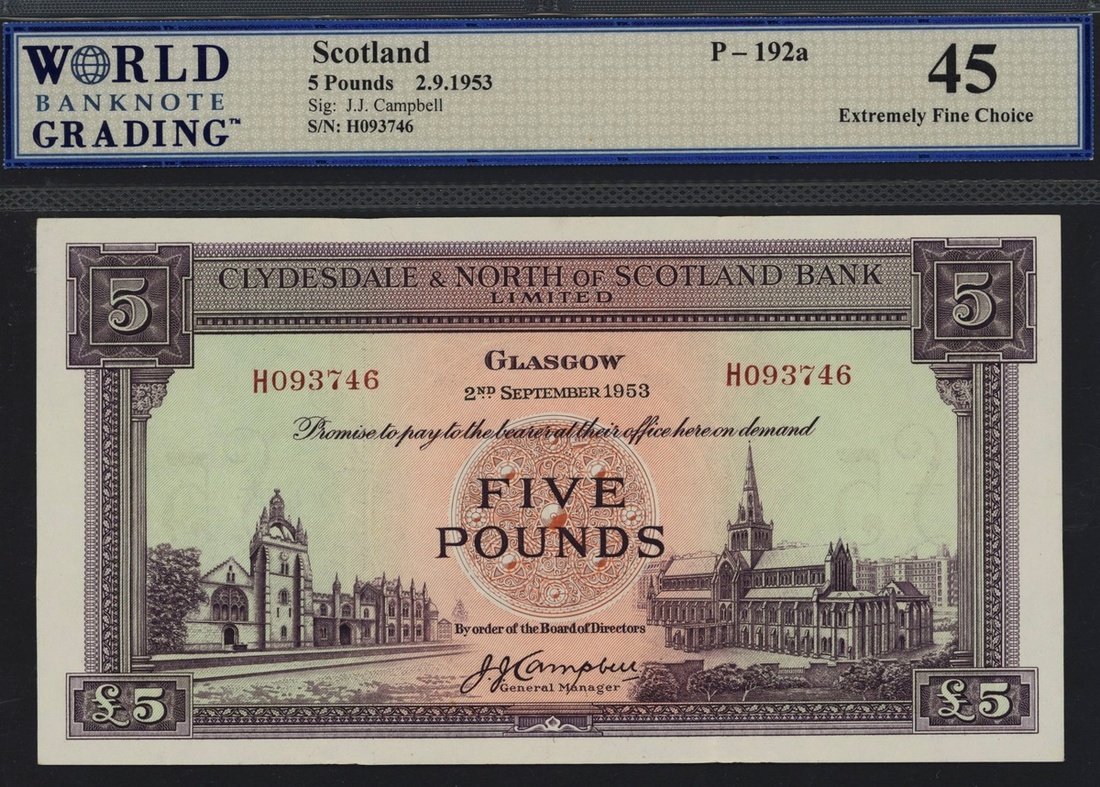 WORLD
BANKNOTE
GRADING™
Scotland
5 Pounds 2.9.1953
Sig: J.J. Campbell
S/N: H093746
P – 192a
45
Extremely Fine Choice
5
CLYDESDALE & NORTH OF SCOTLAND BANK
LIMITED
5
GLASGOW
2ND SEPTEMBER 1953
H093746
H093746
Promise to pay to the bearer at their office here on demand
FIVE
POUNDS
By order of the Board of Directors
J J Campbell
General Manager
£5
£5